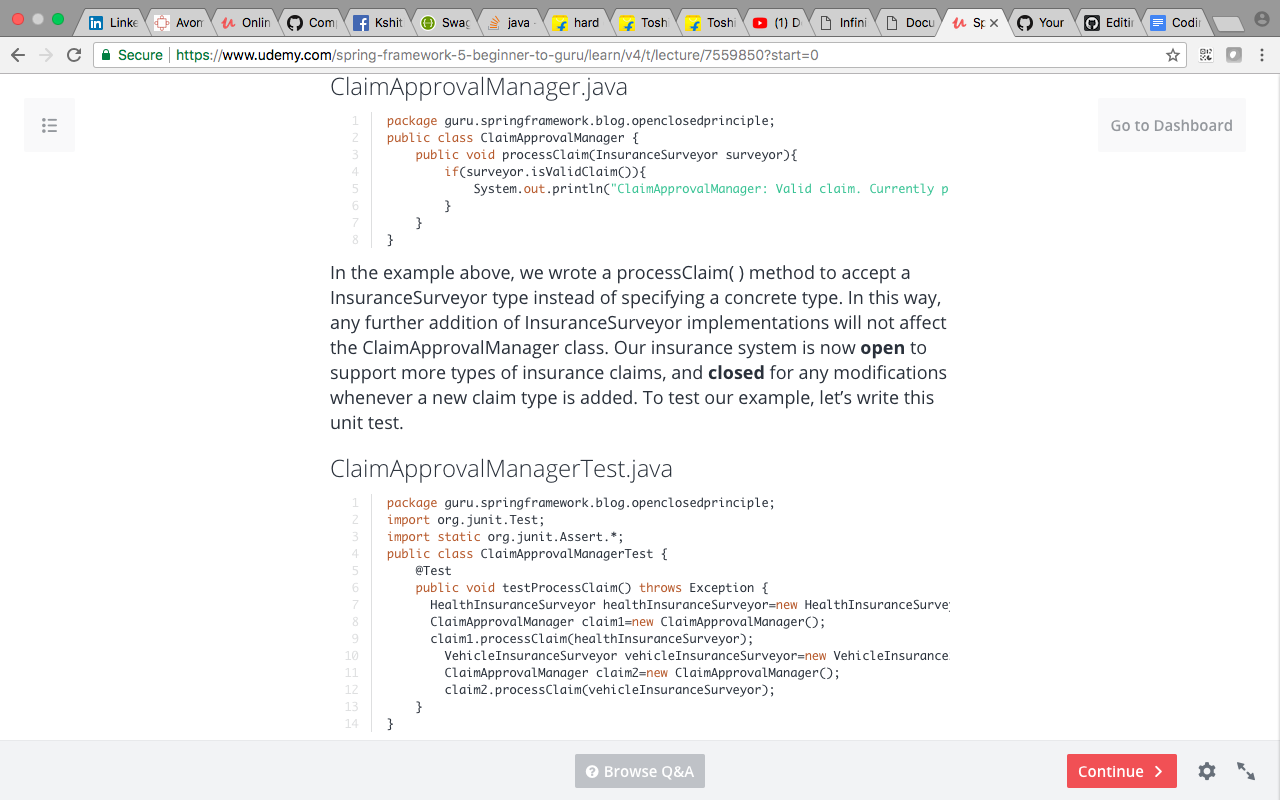 Linke
Avon
Onlin
Com
Kshit
Swag
java -
hard
Tosh
Toshi
(1) D
Infini
Docu
Sp
Your
Editi
Codi
Secure
https://www.udemy.com/spring-framework-5-beginner-to-guru/learn/v4/t/lecture/7559850?start=0
Go to Dashboard
ClaimApprovalManager.java
1 package guru.springframework.blog.openclosedprinciple;
2 public class ClaimApprovalManager {
3 public void processClaim(InsuranceSurveyor surveyor){
4 if(surveyor.isValidClaim()){
5 System.out.println("ClaimApprovalManager: Valid claim. Currently p
6 }
7 }
8 }
In the example above, we wrote a processClaim( ) method to accept a
InsuranceSurveyor type instead of specifying a concrete type. In this way,
any further addition of InsuranceSurveyor implementations will not affect
the ClaimApprovalManager class. Our insurance system is now open to
support more types of insurance claims, and closed for any modifications
whenever a new claim type is added. To test our example, let’s write this
unit test.
ClaimApprovalManagerTest.java
1 package guru.springframework.blog.openclosedprinciple;
2 import org.junit.Test;
3 import static org.junit.Assert.*;
4 public class ClaimApprovalManagerTest {
5 @Test
6 public void testProcessClaim() throws Exception {
7 HealthInsuranceSurveyor healthInsuranceSurveyor=new HealthInsuranceSurve
8 ClaimApprovalManager claim1=new ClaimApprovalManager();
9 claim1.processClaim(healthInsuranceSurveyor);
10 VehicleInsuranceSurveyor vehicleInsuranceSurveyor=new VehicleInsurance
11 ClaimApprovalManager claim2=new ClaimApprovalManager();
12 claim2.processClaim(vehicleInsuranceSurveyor);
13 }
14 }
Browse Q&A
Continue